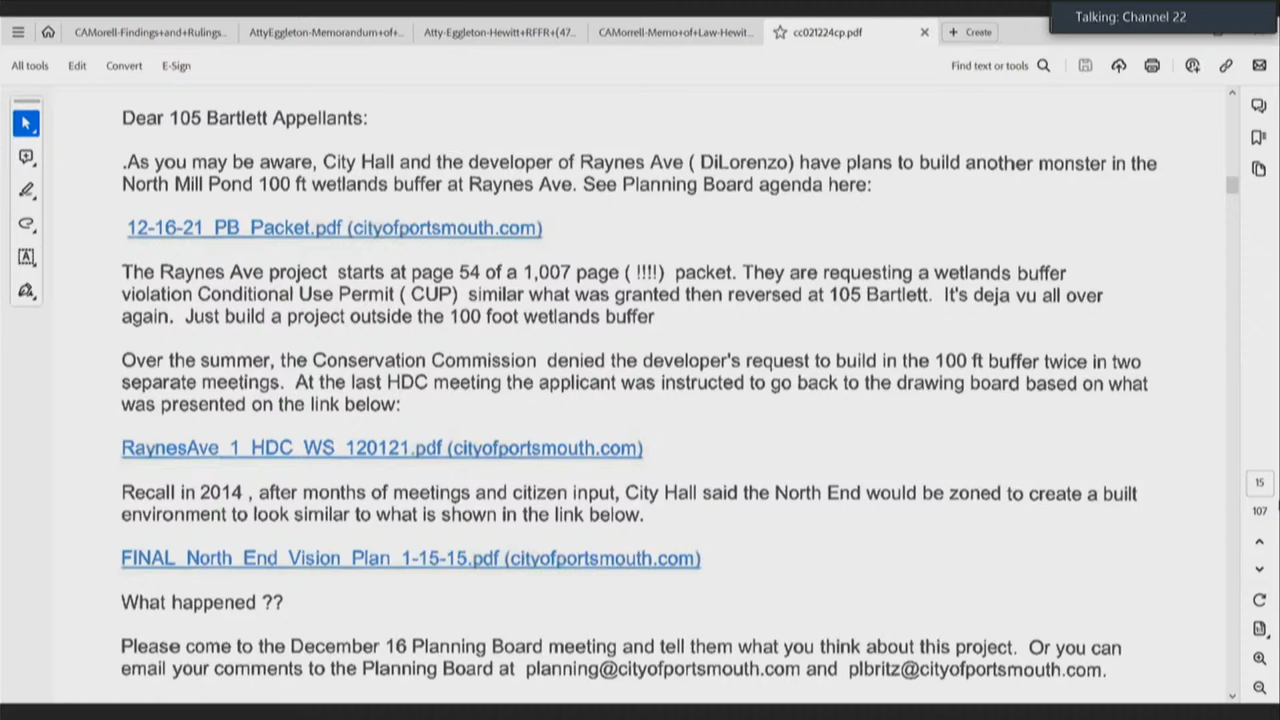 Talking: Channel 22
CAMorell-Findings+and+Rulings... AttyEggleton-Memorandum+of+... Atty-Eggleton-Hewitt+RFFR+(47... CAMorrell-Memo+of+Law-Hewit... cc021224cp.pdf Create
All tools Edit Convert E-Sign Find text or tools
Dear 105 Bartlett Appellants:
.As you may be aware, City Hall and the developer of Raynes Ave ( DiLorenzo) have plans to build another monster in the
North Mill Pond 100 ft wetlands buffer at Raynes Ave. See Planning Board agenda here:
12-16-21 PB Packet.pdf (cityofportsmouth.com)
The Raynes Ave project starts at page 54 of a 1,007 page ( !!!!) packet. They are requesting a wetlands buffer
violation Conditional Use Permit ( CUP) similar what was granted then reversed at 105 Bartlett. It's deja vu all over
again. Just build a project outside the 100 foot wetlands buffer
Over the summer, the Conservation Commission denied the developer's request to build in the 100 ft buffer twice in two
separate meetings. At the last HDC meeting the applicant was instructed to go back to the drawing board based on what
was presented on the link below:
RaynesAve 1 HDC WS 120121.pdf (cityofportsmouth.com)
Recall in 2014 , after months of meetings and citizen input, City Hall said the North End would be zoned to create a built
environment to look similar to what is shown in the link below.
FINAL North End Vision Plan 1-15-15.pdf (cityofportsmouth.com)
What happened ??
Please come to the December 16 Planning Board meeting and tell them what you think about this project. Or you can
email your comments to the Planning Board at planning@cityofportsmouth.com and plbritz@cityofportsmouth.com.
15
107